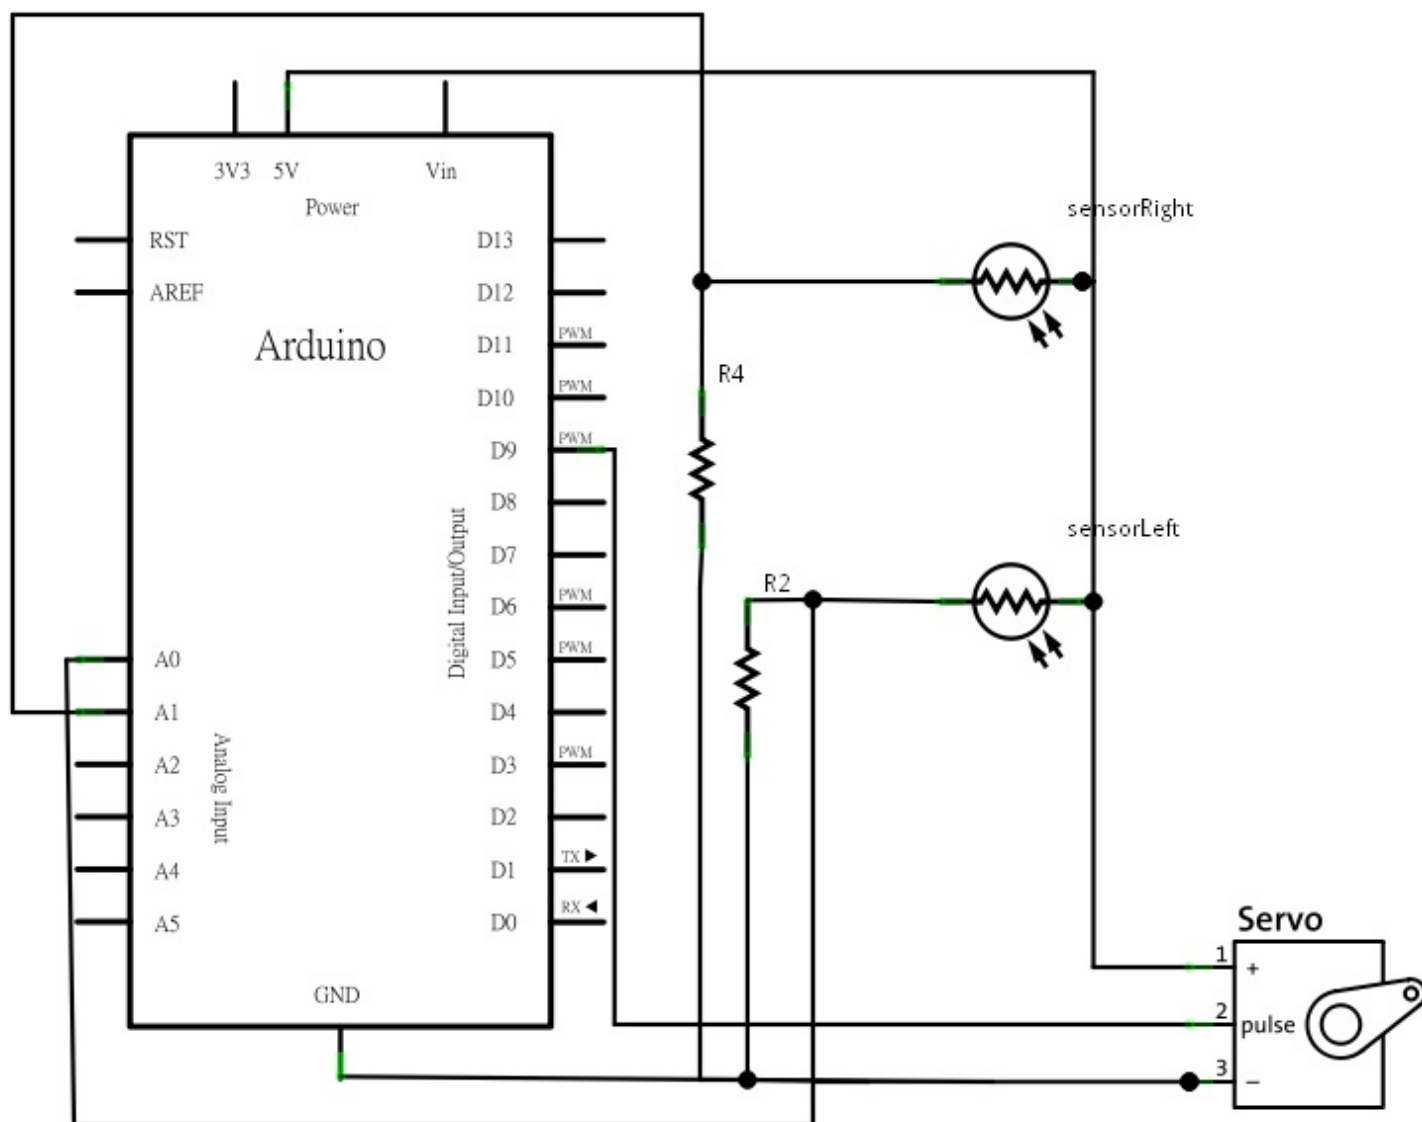 3V3 5V Vin
Power
sensorRight
RST D13
AREF D12
Arduino
PWM
D11
R4
PWM
D10
PWM
D9
D8
Digital Input/Output
sensorLeft
D7
R2
PWM
D6
PWM
A0 D5
A1 D4
Analog Input
PWM
A2 D3
A3 D2
TX
A4 D1
RX
A5 D0
Servo
1
+
GND
2
pulse
3
−